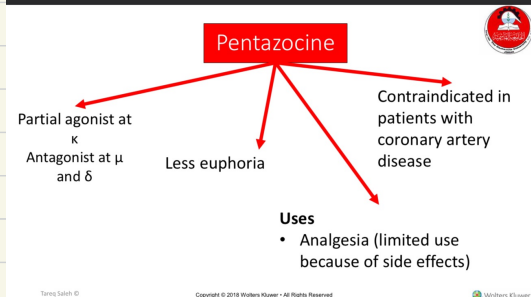 Pentazocine
Partial agonist at
κ
Antagonist at μ
and δ
Less euphoria
Contraindicated in
patients with
coronary artery
disease
Uses
• Analgesia (limited use
because of side effects)
Tareq Saleh ©
Copyright © 2018 Wolters Kluwer • All Rights Reserved
Wolters Kluwer